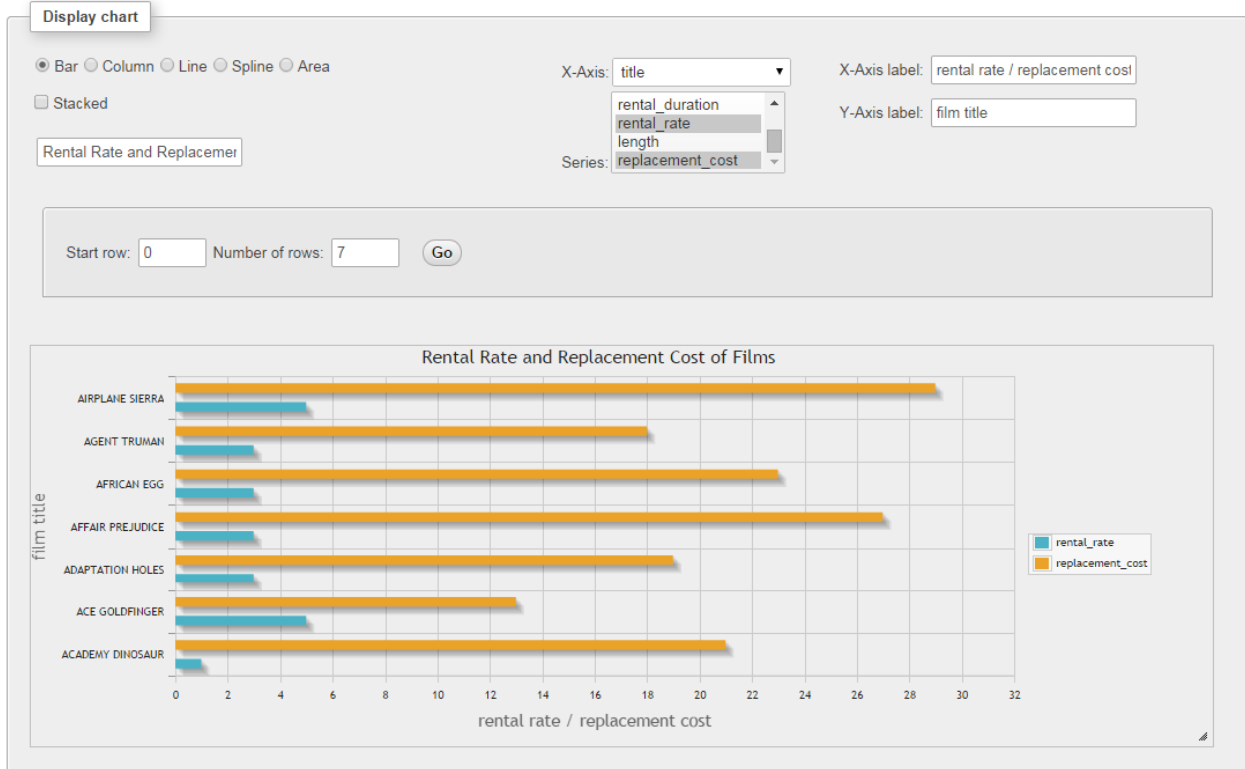 Display chart
Bar Column Line Spline Area
Stacked
Rental Rate and Replacemer
X-Axis: title
rental_duration
rental_rate
length
Series: replacement_cost
X-Axis label: rental rate / replacement cost
Y-Axis label: film title
Start row: 0 Number of rows: 7 Go
Rental Rate and Replacement Cost of Films
film title
AIRPLANE SIERRA
AGENT TRUMAN
AFRICAN EGG
AFFAIR PREJUDICE
ADAPTATION HOLES
ACE GOLDFINGER
ACADEMY DINOSAUR
0 2 4 6 8 10 12 14 16 18 20 22 24 26 28 30 32
rental rate / replacement cost
rental_rate
replacement_cost